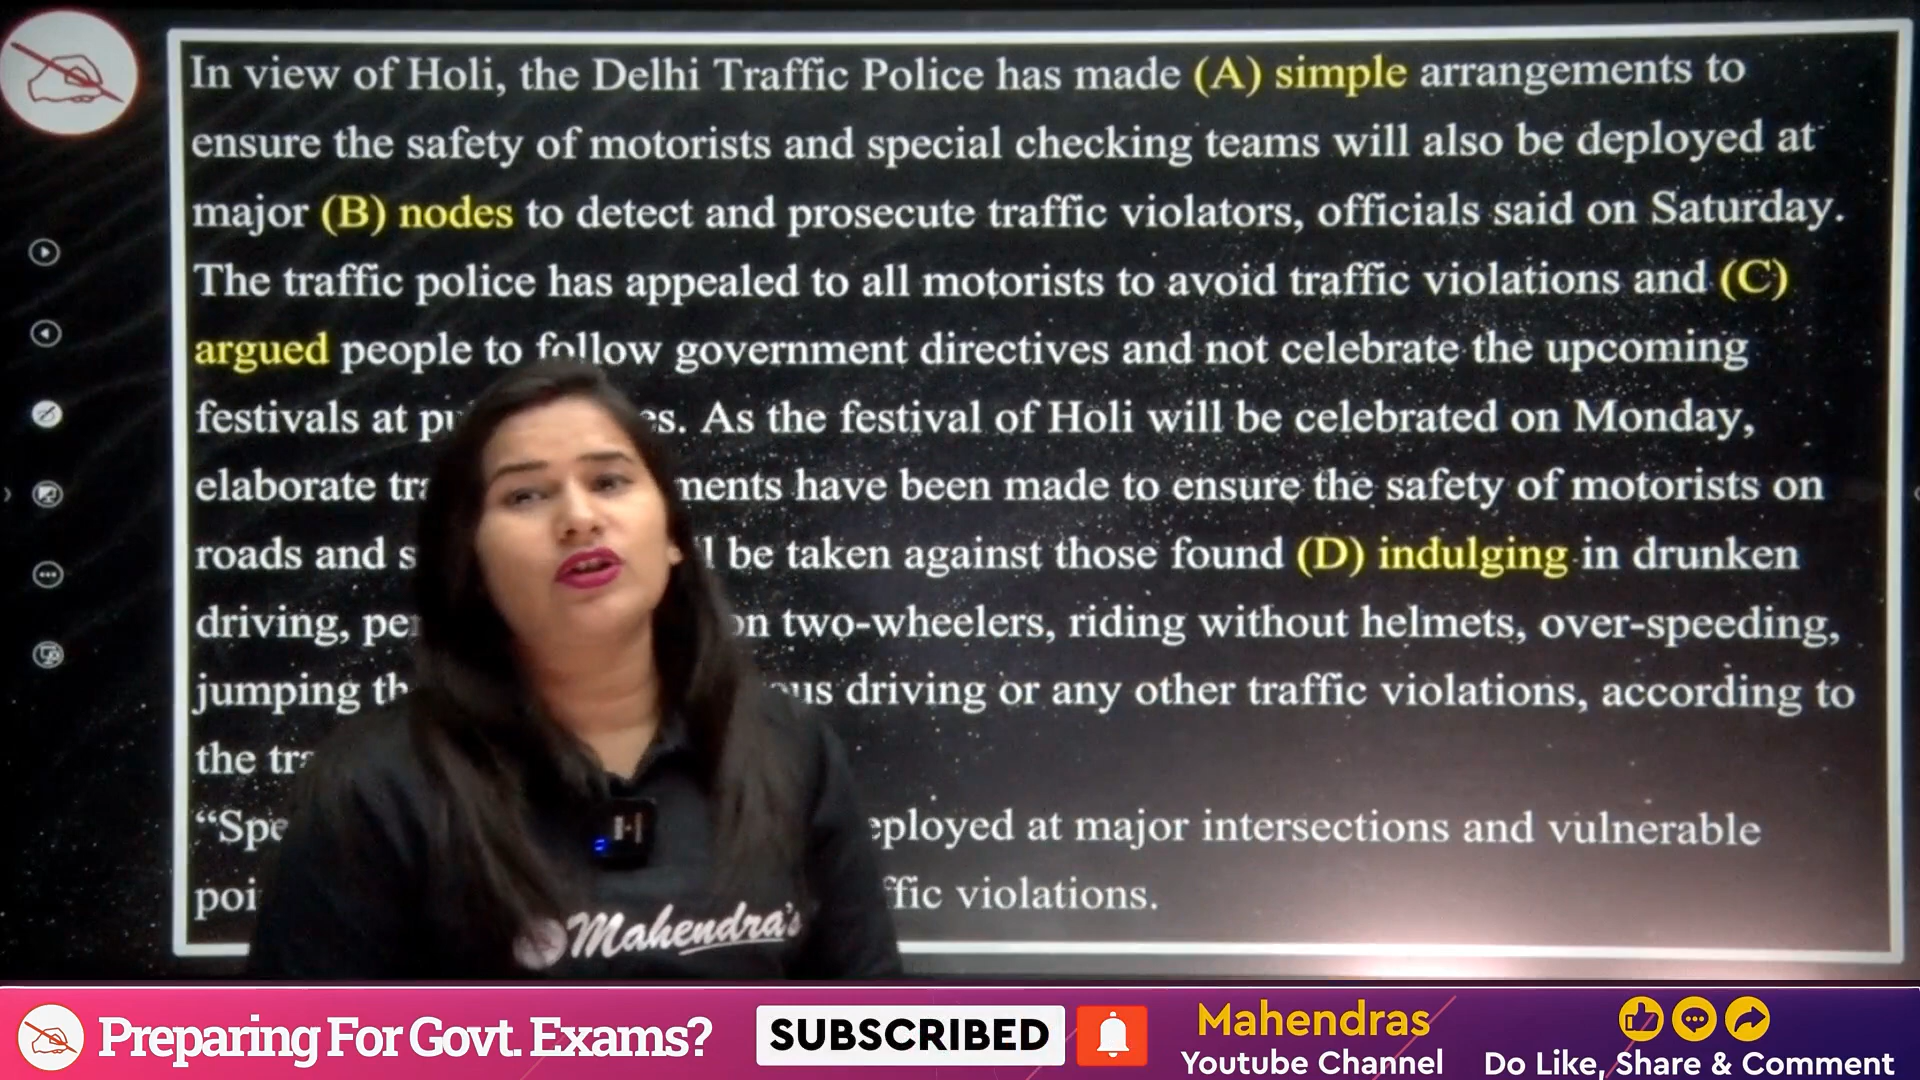 In view of Holi, the Delhi Traffic Police has made (A) simple arrangements to
ensure the safety of motorists and special checking teams will also be deployed at
major (B) nodes to detect and prosecute traffic violators, officials said on Saturday.
The traffic police has appealed to all motorists to avoid traffic violations and (C)
argued people to follow government directives and not celebrate the upcoming
festivals at As the festival of Holi will be celebrated on Monday,
elaborate have been made to ensure the safety of motorists on
roads and be taken against those found (D) indulging in drunken
driving, on two-wheelers, riding without helmets, over-speeding,
jumping driving or any other traffic violations, according to
the
at major intersections and vulnerable
violations.
Mahendra's
Preparing For Govt. Exams?
SUBSCRIBED
Mahendras
Youtube Channel
Do Like, Share & Comment